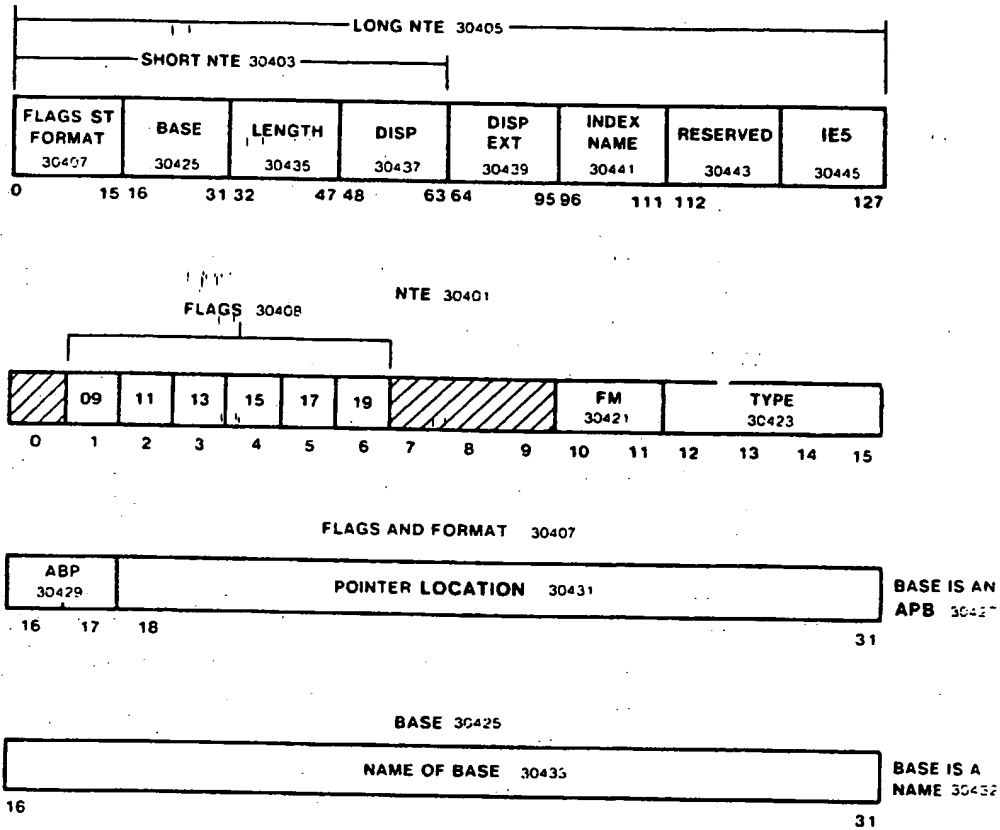 LONG NTE 30405
SHORT NTE 30403
FLAGS ST FORMAT 30407
BASE 30425
LENGTH 30435
DISP 30437
DISP EXT 30439
INDEX NAME 30441
RESERVED 30443
IES 30445
0 15 16 31 32 47 48 63 64 95 96 111 112 127
NTE 30401
FLAGS 30408
09 11 13 15 17 19
FM 30421
TYPE 30423
0 1 2 3 4 5 6 7 8 9 10 11 12 13 14 15
FLAGS AND FORMAT 30407
ABP 30429
POINTER LOCATION 30431
BASE IS AN
APB
16 17 18 31
BASE 30425
NAME OF BASE 30433
BASE IS A
NAME 30432
16 31